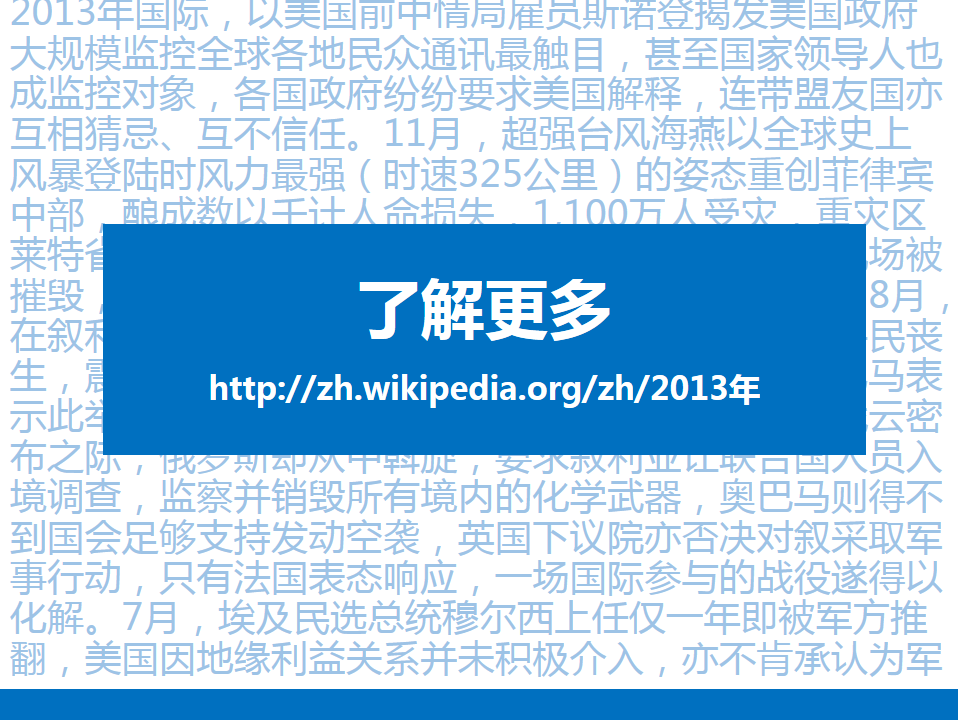 2013年国际，以美国前中情局雇员斯诺登揭发美国政府
大规模监控全球各地民众通讯最触目，甚至国家领导人也
成监控对象，各国政府纷纷要求美国解释，连带盟友国亦
互相猜忌、互不信任。11月，超强台风海燕以全球史上
风暴登陆时风力最强（时速325公里）的姿态重创菲律宾
中部，酿成数以千计人命损失，1,100万人受灾，重灾区
莱特省
场被
摧毁，
8月，
在叙利
民丧
生，震
马表
示此举
云密
了解更多
http://zh.wikipedia.org/zh/2013年
布之际，俄罗斯却从中斡旋，要求叙利亚让联合国人员入
境调查，监察并销毁所有境内的化学武器，奥巴马则得不
到国会足够支持发动空袭，英国下议院亦否决对叙采取军
事行动，只有法国表态响应，一场国际参与的战役遂得以
化解。7月，埃及民选总统穆尔西上任仅一年即被军方推
翻，美国因地缘利益关系并未积极介入，亦不肯承认为军